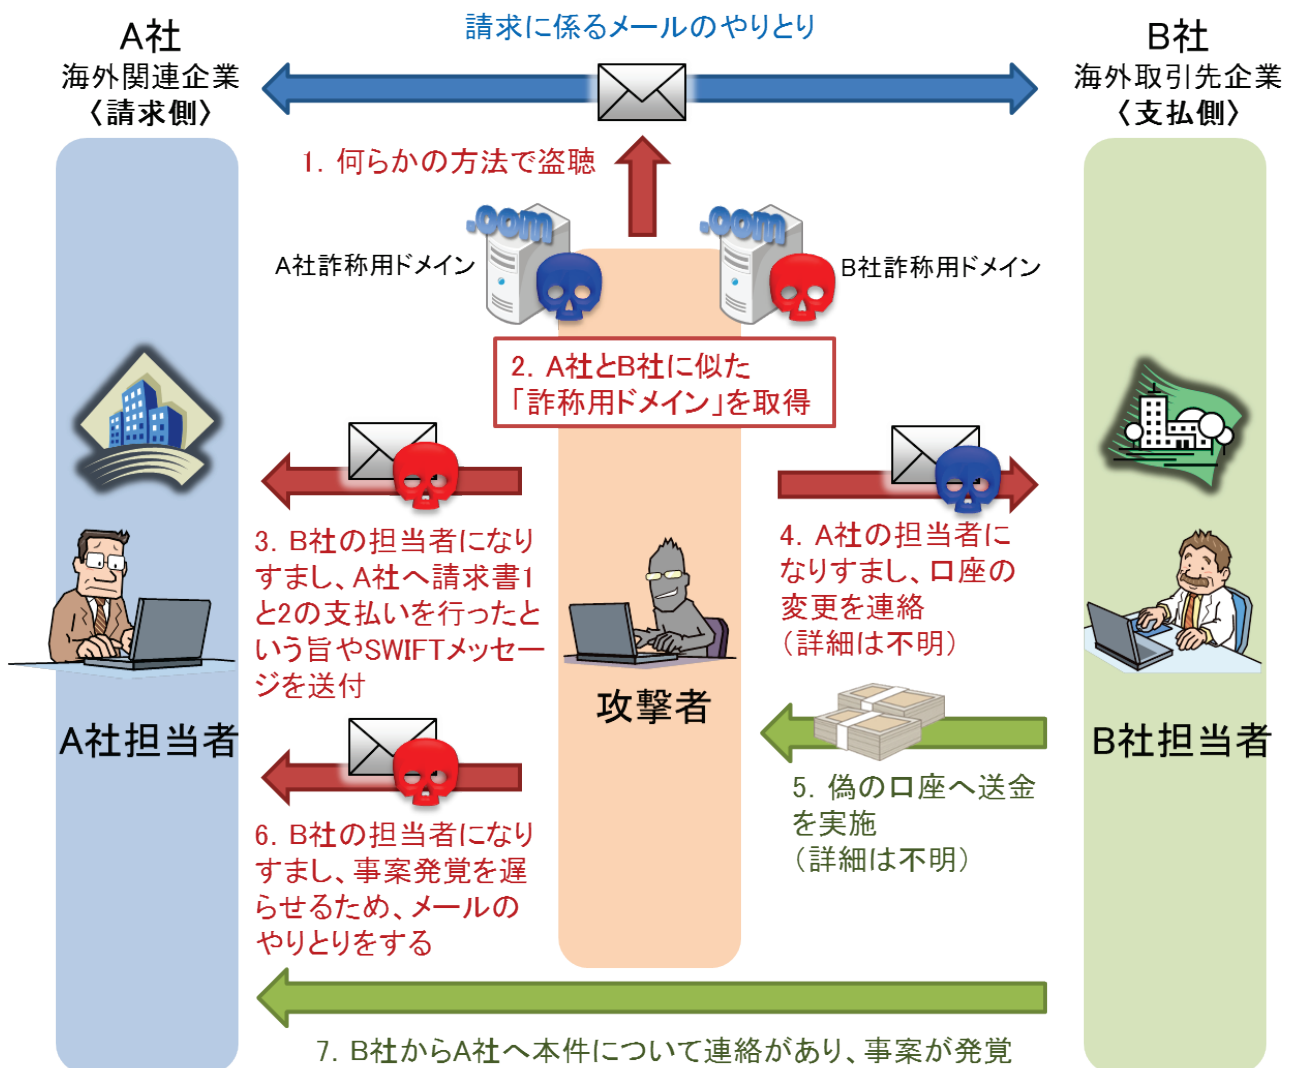 請求に係るメールのやりとり
A社
海外関連企業
〈請求側〉
B社
海外取引先企業
〈支払側〉
1. 何らかの方法で盗聴
.oom
.oom
A社詐称用ドメイン
B社詐称用ドメイン
2. A社とB社に似た
「詐称用ドメイン」を取得
3. B社の担当者になり
すまし、A社へ請求書1
と2の支払いを行ったと
いう旨やSWIFTメッセー
ジを送付
4. A社の担当者に
なりすまし、口座の
変更を連絡
（詳細は不明）
攻撃者
A社担当者
B社担当者
5. 偽の口座へ送金
を実施
（詳細は不明）
6. B社の担当者になり
すまし、事案発覚を遅
らせるため、メールの
やりとりをする
7. B社からA社へ本件について連絡があり、事案が発覚